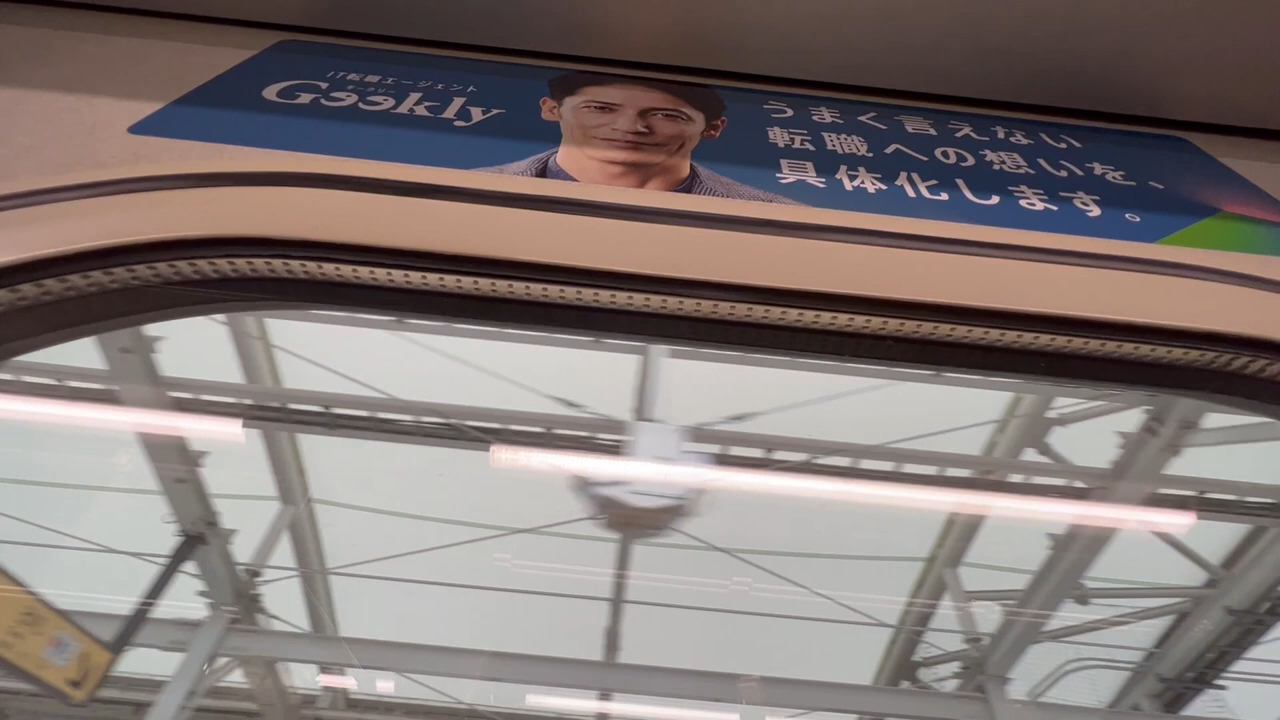 IT転職エージェント
ギークリー
Geekly
うまく言えない
転職への想いを、
具体化します。